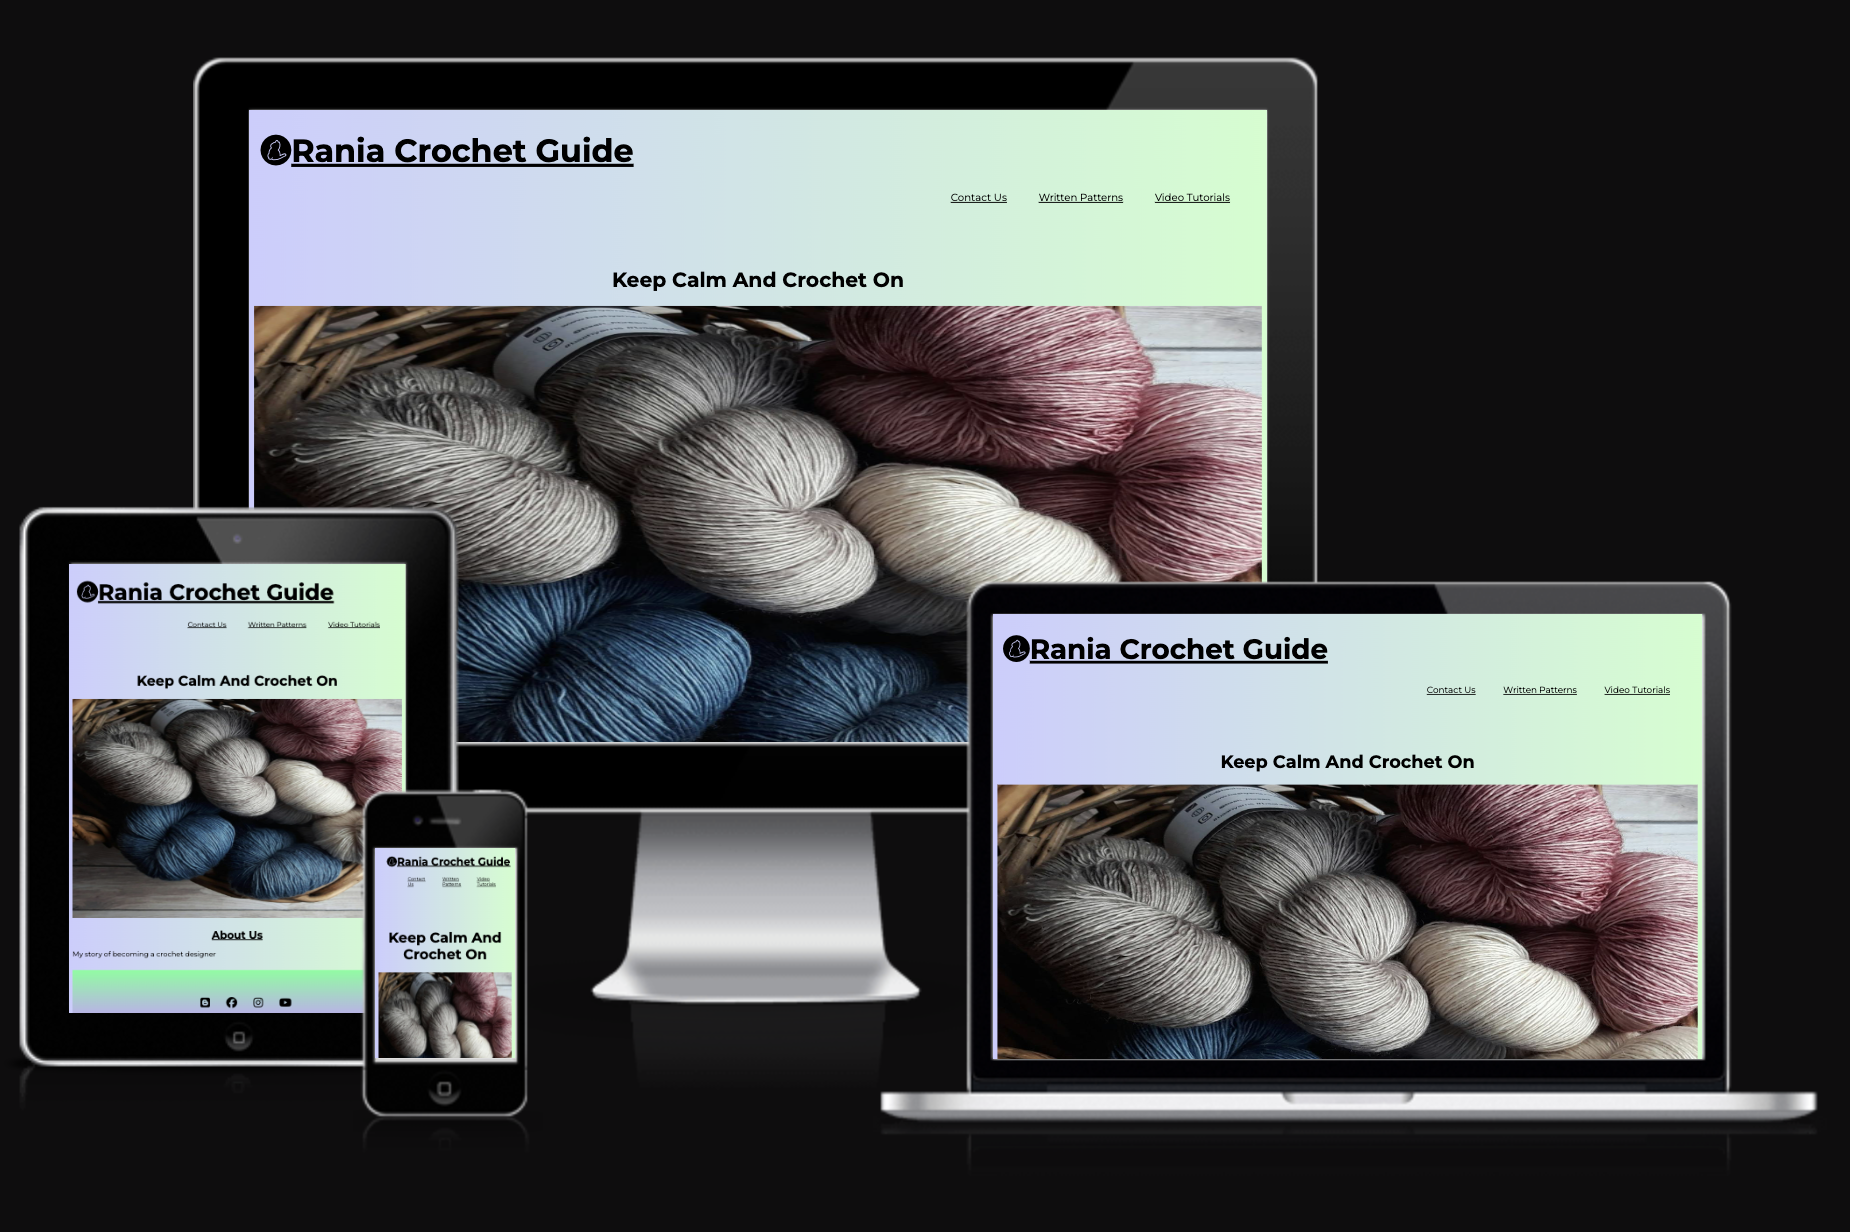 Rania Crochet Guide
Contact Us Written Patterns Video Tutorials
Keep Calm And Crochet On
Rania Crochet Guide
Contact Us Written Patterns Video Tutorials
Keep Calm And Crochet On
About Us
My story of becoming a crochet designer
Rania Crochet Guide
Contact Us Written Patterns Video Tutorials
Keep Calm And
Crochet On
Rania Crochet Guide
Contact Us Written Patterns Video Tutorials
Keep Calm And Crochet On